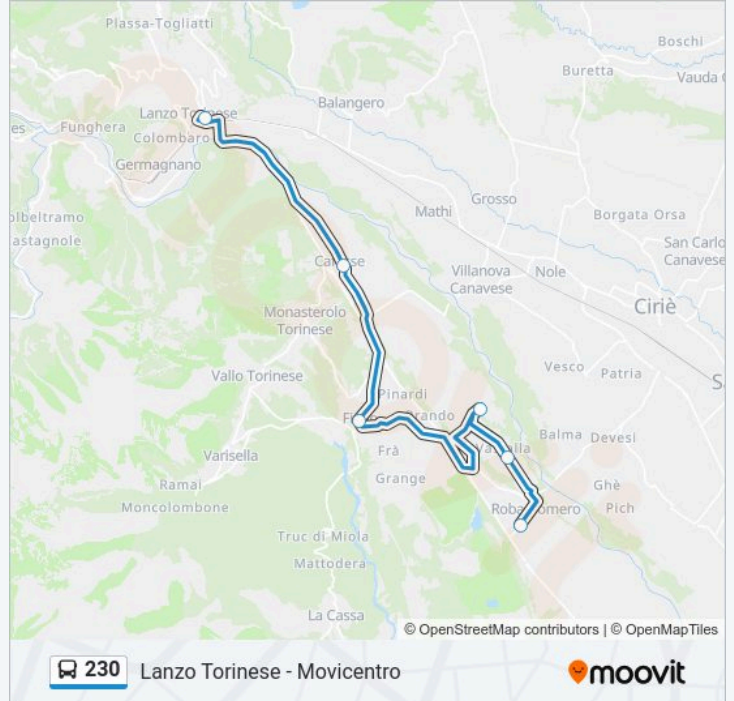 Piassa-Togliatti
Boschi
Buretta
Vauda
Balangero
Lanzo
Funghera
Colombaro
Germagnano
Grosso
Mathi
Borgata Orsa
San Carlo
Canavese
Villanova
Canavese
Nole
Ciriè
Monasterolo
Torinese
Vesco
Patria
Vallo Torinese
Pinardi
Grando
Balma
Devesi
Varisella
Frà
Grange
Ghè
Pich
Ramai
Moncolombone
Truc di Miola
Mattodera
La Cassa
© OpenStreetMap contributors | © OpenMapTiles
230
Lanzo Torinese - Movicentro
moovit